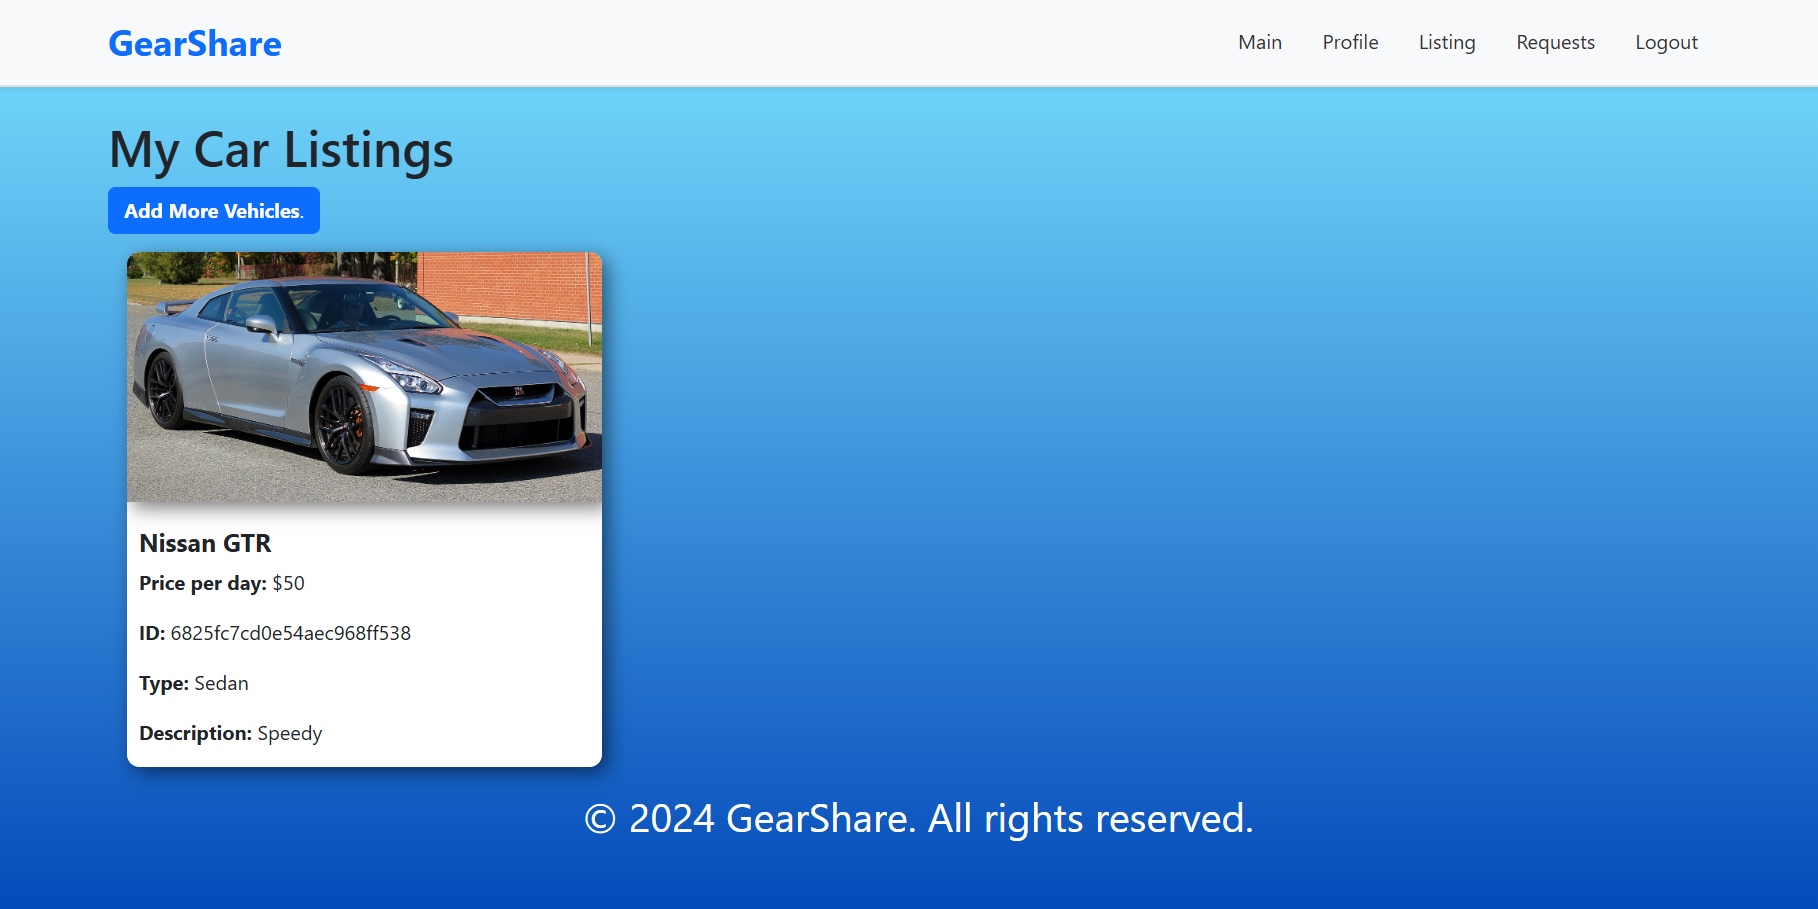 GearShare
Main Profile Listing Requests Logout
My Car Listings
Add More Vehicles.
Nissan GTR
Price per day: $50
ID: 6825fc7cd0e54aec968ff538
Type: Sedan
Description: Speedy
© 2024 GearShare. All rights reserved.